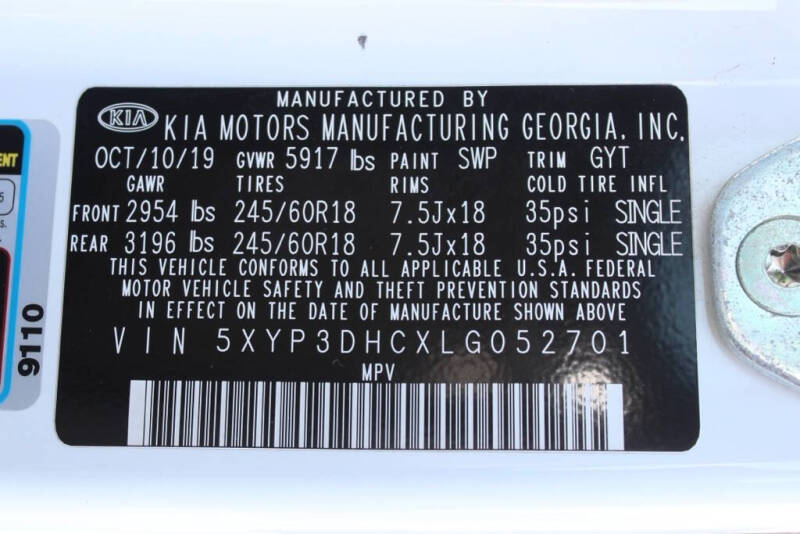 MANUFACTURED BY
KIA KIA MOTORS MANUFACTURING GEORGIA, INC.
OCT/10/19 GVWR 5917 lbs PAINT SWP TRIM GYT
GAWR TIRES RIMS COLD TIRE INFL
FRONT 2954 lbs 245/60R18 7.5Jx18 35psi SINGLE
REAR 3196 lbs 245/60R18 7.5Jx18 35psi SINGLE
THIS VEHICLE CONFORMS TO ALL APPLICABLE U.S.A. FEDERAL
MOTOR VEHICLE SAFETY AND THEFT PREVENTION STANDARDS
IN EFFECT ON THE DATE OF MANUFACTURE SHOWN ABOVE
VIN 5XYP3DHCXLG052701
MPV
9110